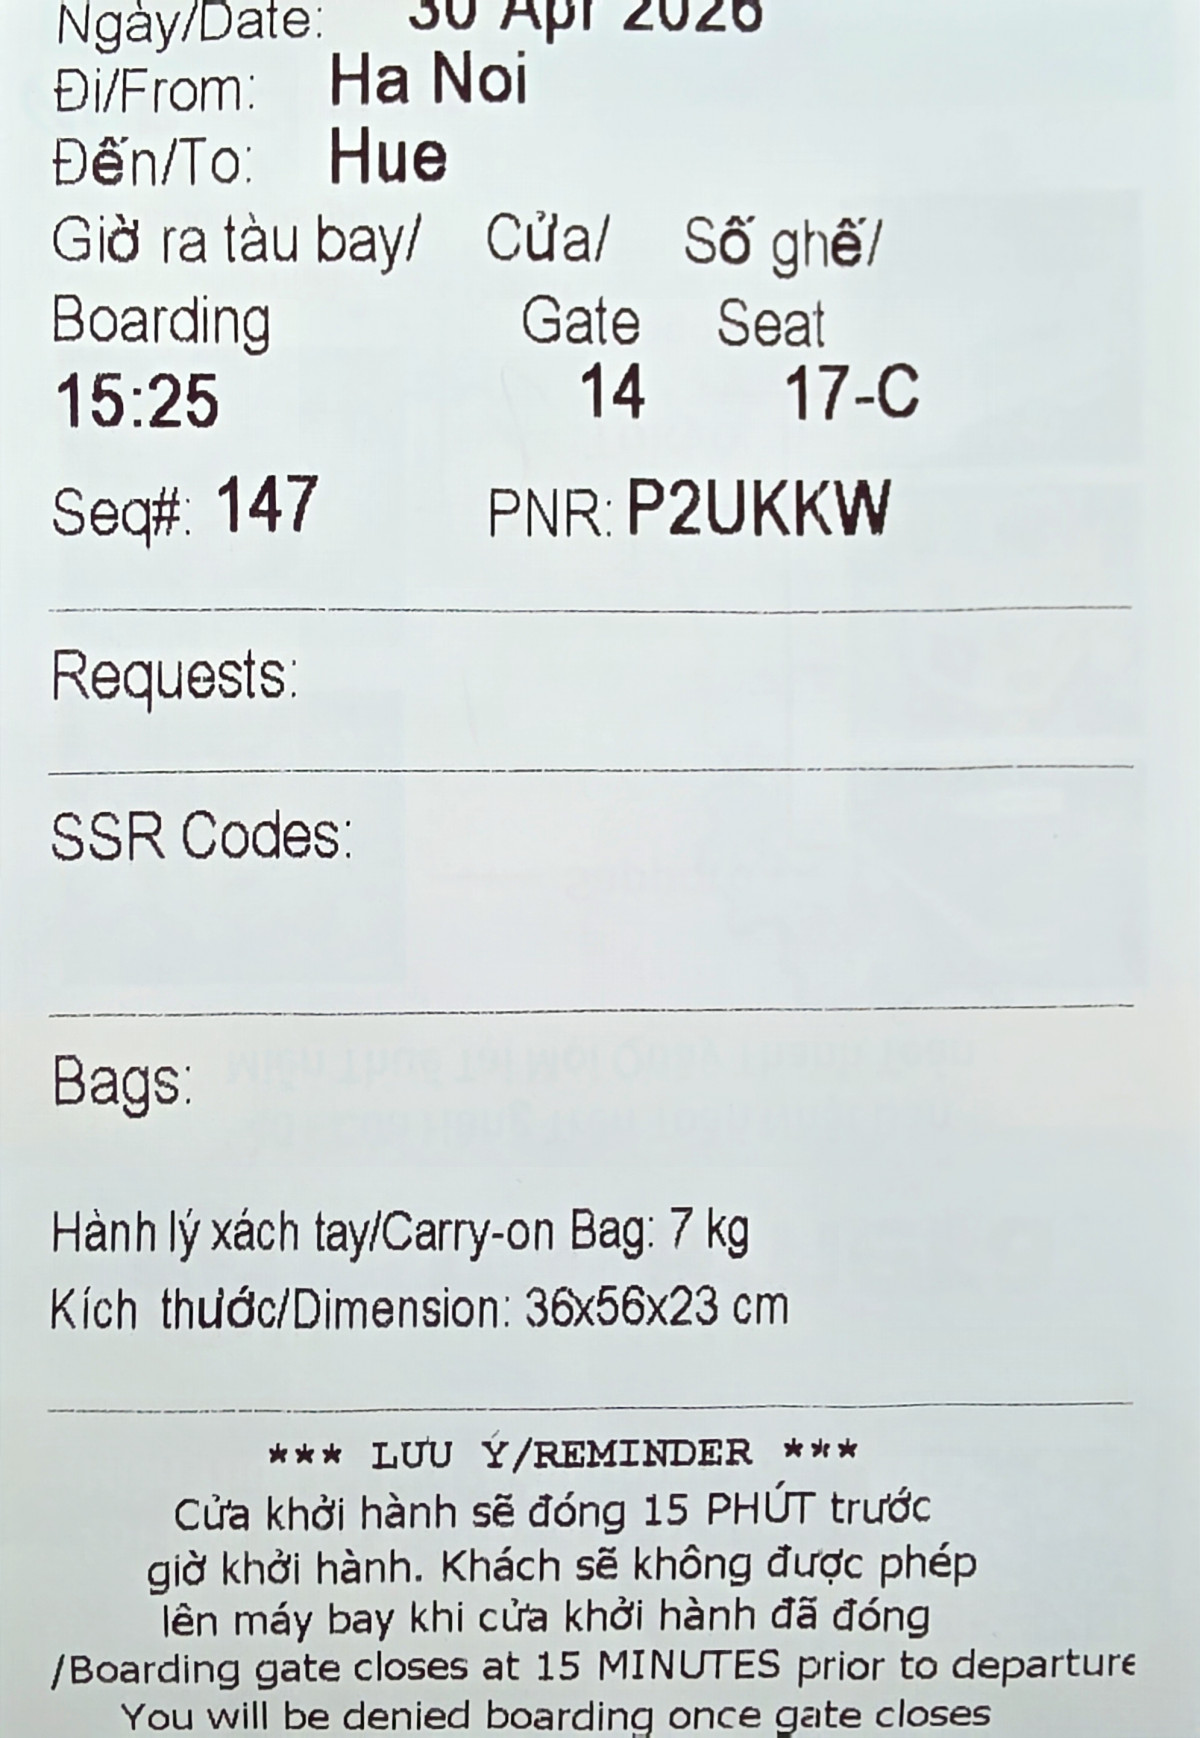 Ngày/Date: 30 Apr 2026
Đi/From: Ha Noi
Đến/To: Hue
Giờ ra tàu bay/ Cửa/ Số ghế/
Boarding Gate Seat
15:25 14 17-C
Seq#: 147 PNR: P2UKKW
Requests:
SSR Codes:
Bags:
Hành lý xách tay/Carry-on Bag: 7 kg
Kích thước/Dimension: 36x56x23 cm
*** LƯU Ý/REMINDER ***
Cửa khởi hành sẽ đóng 15 PHÚT trước
giờ khởi hành. Khách sẽ không được phép
lên máy bay khi cửa khởi hành đã đóng
/Boarding gate closes at 15 MINUTES prior to departure
You will be denied boarding once gate closes